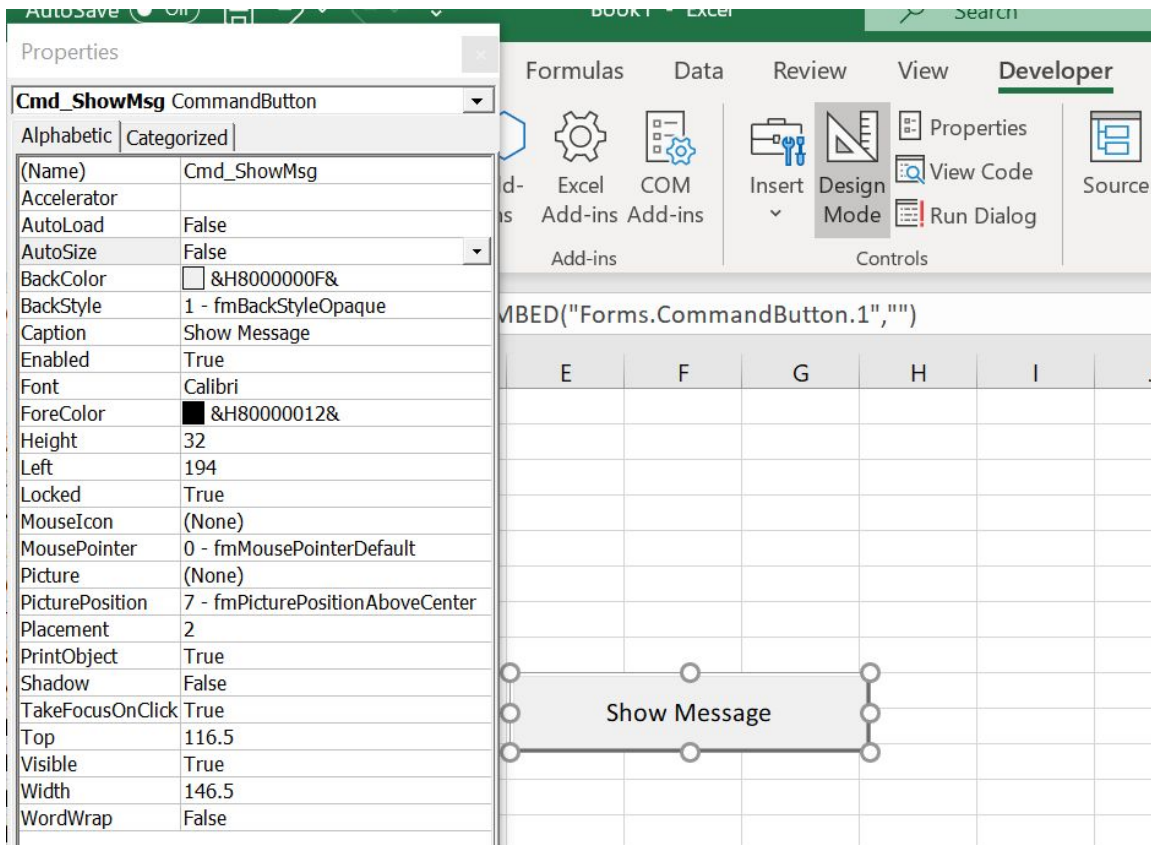 AutoSave Off Book1 - Excel Search
Properties
Formulas Data Review View Developer
Cmd_ShowMsg CommandButton
Alphabetic Categorized
(Name) Cmd_ShowMsg
Accelerator
AutoLoad False
AutoSize False
BackColor &H8000000F&
BackStyle 1 - fmBackStyleOpaque
Caption Show Message
Enabled True
Font Calibri
ForeColor &H80000012&
Height 32
Left 194
Locked True
MouseIcon (None)
MousePointer 0 - fmMousePointerDefault
Picture (None)
PicturePosition 7 - fmPicturePositionAboveCenter
Placement 2
PrintObject True
Shadow False
TakeFocusOnClick True
Top 116.5
Visible True
Width 146.5
WordWrap False
d-
ns
Excel
Add-ins
COM
Add-ins
Add-ins
Insert
Design
Mode
Properties
View Code
Run Dialog
Controls
Source
MBED("Forms.CommandButton.1","")
E F G H I
Show Message